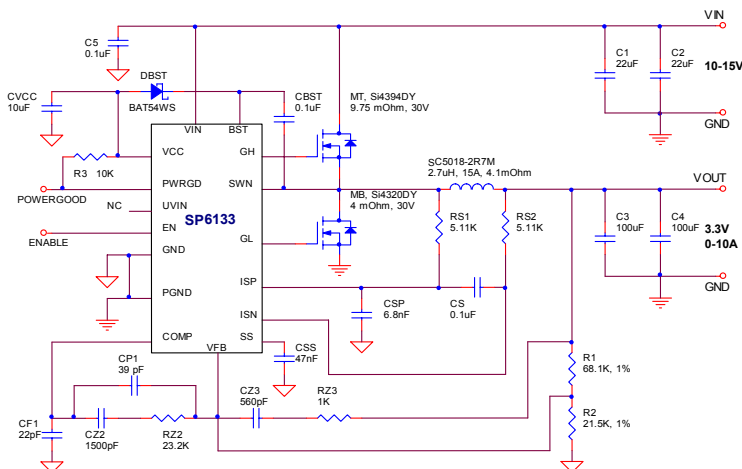 VIN
C5
0.1uF
C1
22uF
C2
22uF
10-15V
DBST
BAT54WS
CVCC
10uF
CBST
0.1uF
MT, Si4394DY
9.75 mOhm, 30V
GND
VIN
BST
R3 10K
VCC
GH
SC5018-2R7M
2.7uH, 15A, 4.1mOhm
VOUT
POWERGOOD
PWRGD
SWN
NC
UVIN
SP6133
MB, Si4320DY
4 mOhm, 30V
RS1
5.11K
RS2
5.11K
C3
100uF
C4
100uF
3.3V
0-10A
ENABLE
EN
GL
GND
GND
ISP
PGND
CSP
6.8nF
CS
0.1uF
ISN
COMP
SS
VFB
CSS
47nF
CP1
39 pF
R1
68.1K, 1%
CZ3
560pF
RZ3
1K
CF1
22pF
CZ2
1500pF
RZ2
23.2K
R2
21.5K, 1%